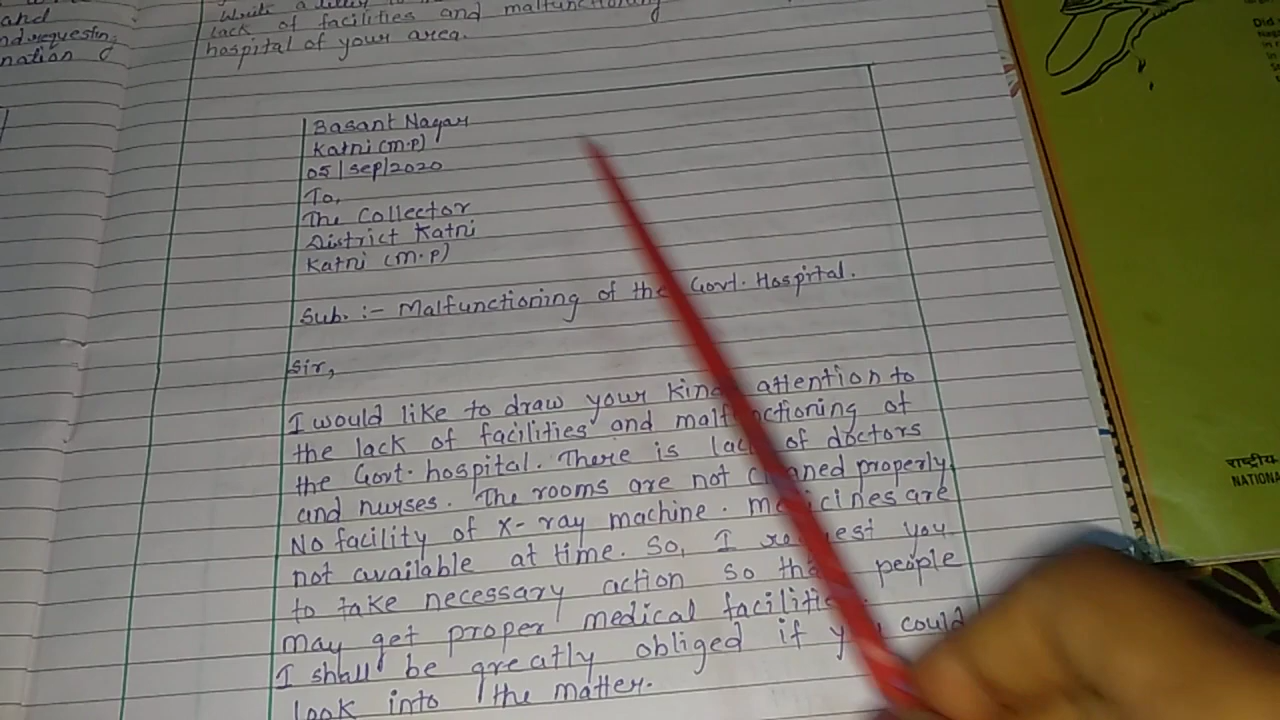 and
lack of facilities and malfunctioning
hospital of your area.
Basant Nagar
Katni (m.p)
05/sep/2020
To,
The Collector
District Katni
Katni (m.p)
Sub. :- Malfunctioning of the Govt. Hospital.
Sir,
I would like to draw your kind attention to
the lack of facilities and malfunctioning of
the Govt. hospital. There is lack of doctors
and nurses. The rooms are not cleaned properly.
No facility of x-ray machine. medicines are
not available at time. So, I request you
to take necessary action so that people
may get proper medical facilities.
I shall be greatly obliged if you could
look into the matter.
राष्ट्रीय
NATIONA